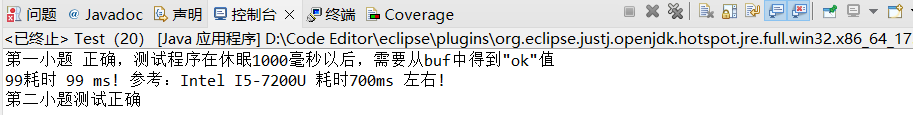 问题 @ Javadoc 声明 控制台 终端 Coverage
<已终止> Test (20) [Java 应用程序] D:\Code Editor\eclipse\plugins\org.eclipse.justj.openjdk.hotspot.jre.full.win32.x86_64_17
第一小题 正确，测试程序在休眠1000毫秒以后，需要从buf中得到"ok"值
99耗时 99 ms! 参考：Intel I5-7200U 耗时700ms 左右!
第二小题测试正确